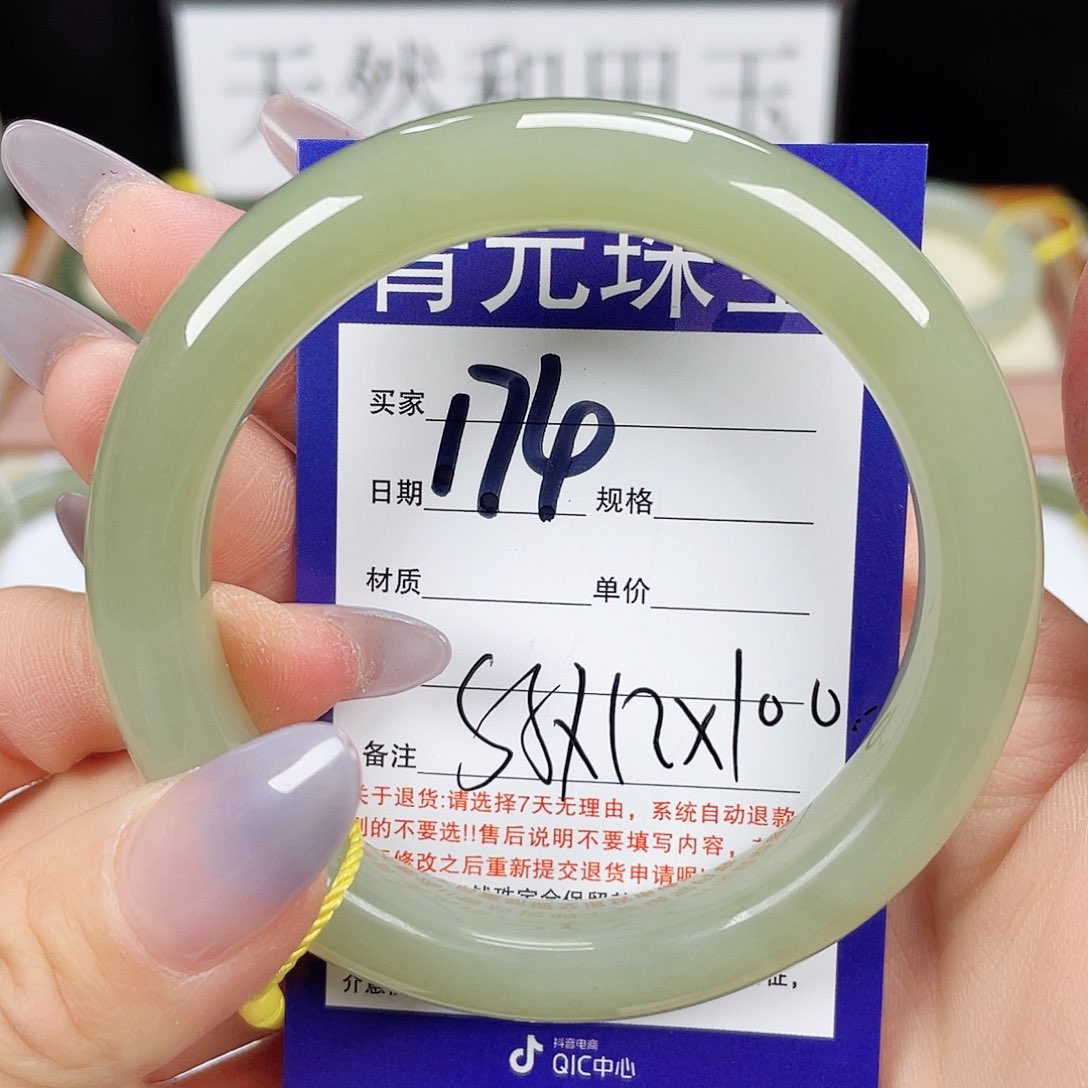 天然和田玉
元珠
买家 174
日期 规格
材质 单价
58X12X100
备注
关于退货:请选择7天无理由，系统自动退款
的不要选!!售后说明不要填写内容，
修改之后重新提交退货申请呢
抖音电商
QIC中心